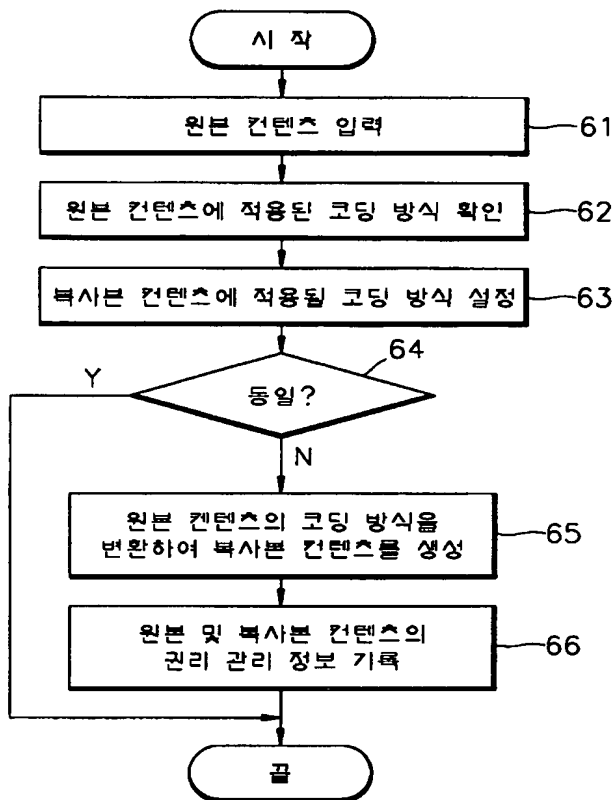 시 작
원본 컨텐츠 입력
61
원본 컨텐츠에 적용된 코딩 방식 확인
62
복사본 컨텐츠에 적용될 코딩 방식 설정
63
64
Y
동일?
N
원본 컨텐츠의 코딩 방식을
변환하여 복사본 컨텐츠를 생성
65
원본 및 복사본 컨텐츠의
권리 관리 정보 기록
66
끝